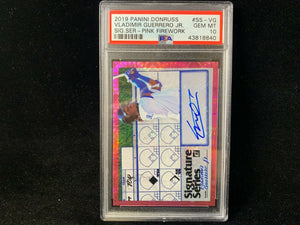 2019 PANINI DONRUSS #SS-VG
VLADIMIR GUERRERO JR. GEM MT
SIG.SER.-PINK FIREWORK 10
PSA 43818640
Signature
Series